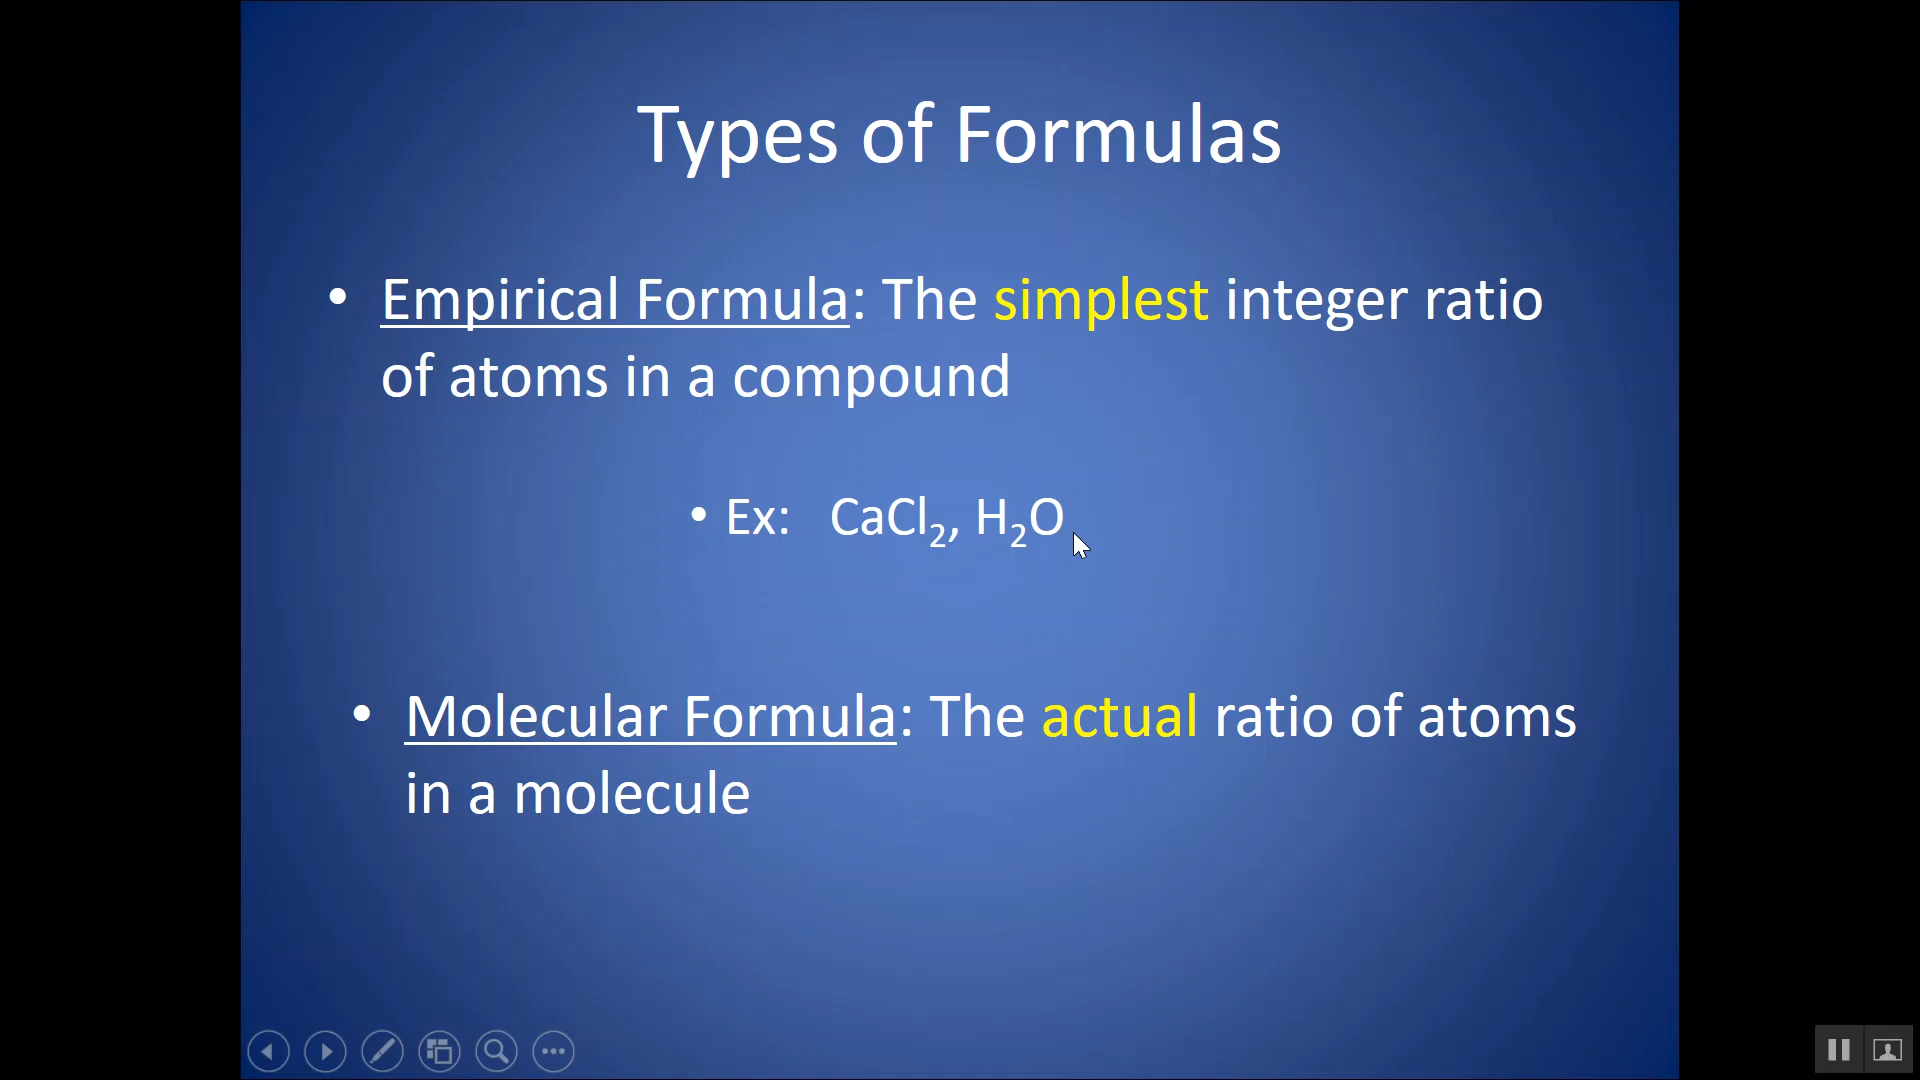 Types of Formulas
• Empirical Formula: The simplest integer ratio
of atoms in a compound
• Ex: CaCl₂, H₂O
• Molecular Formula: The actual ratio of atoms
in a molecule